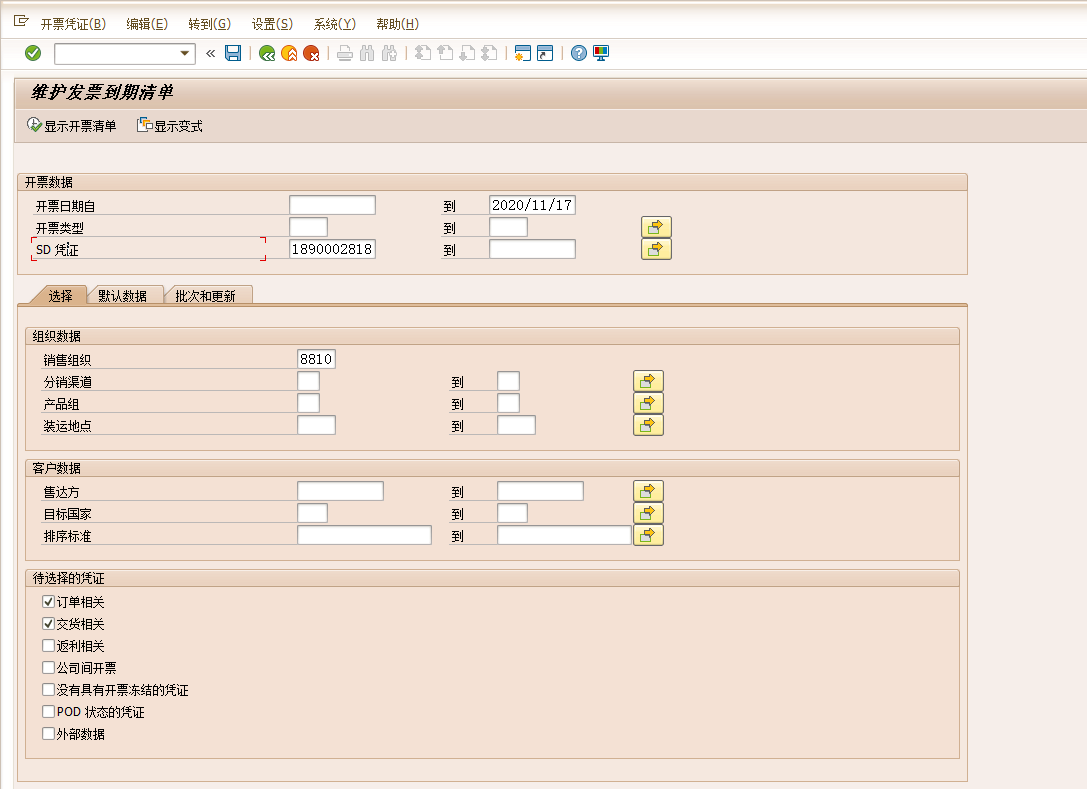 开票凭证(B) 编辑(E) 转到(G) 设置(S) 系统(Y) 帮助(H)
维护发票到期清单
显示开票清单 显示变式
开票数据
开票日期自 到 2020/11/17
开票类型 到
SD 凭证 1890002818 到
选择 默认数据 批次和更新
组织数据
销售组织 8810
分销渠道 到
产品组 到
装运地点 到
客户数据
售达方 到
目标国家 到
排序标准 到
待选择的凭证
订单相关
交货相关
返利相关
公司间开票
没有具有开票冻结的凭证
POD 状态的凭证
外部数据